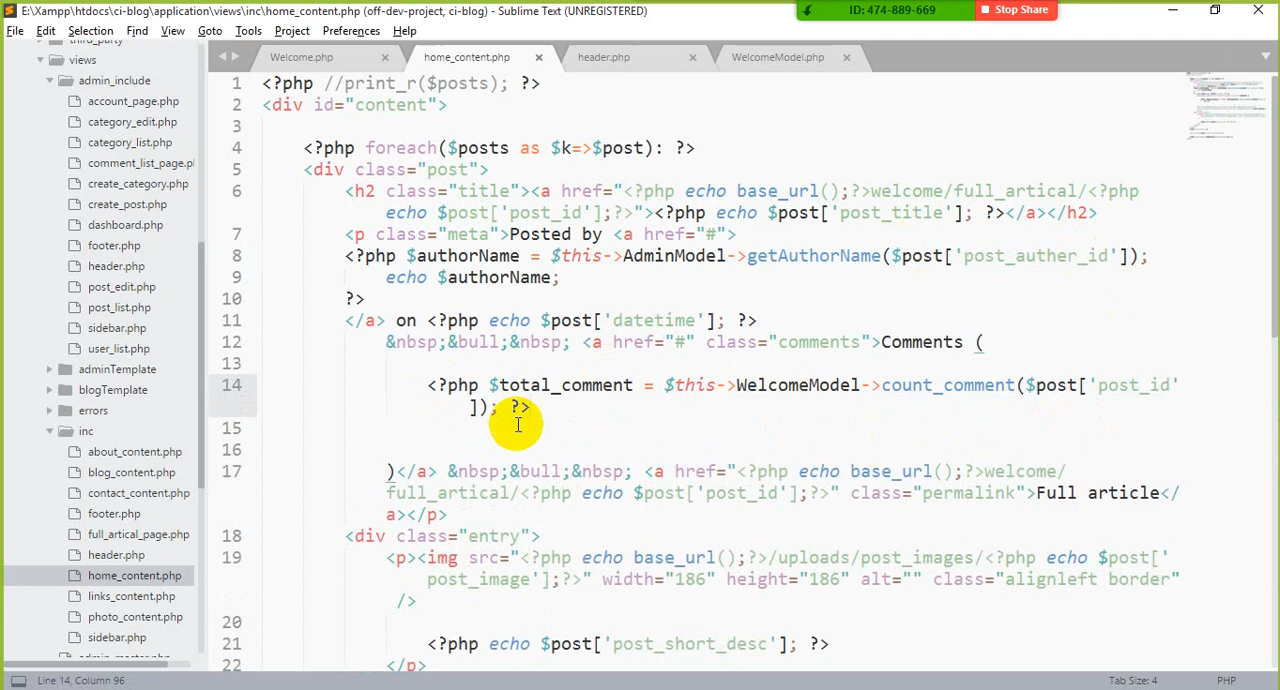 E:\Xampp\htdocs\ci-blog\application\views\inc\home_content.php (off-dev-project, ci-blog) - Sublime Text (UNREGISTERED)
ID: 474-889-669
Stop Share
File Edit Selection Find View Goto Tools Project Preferences Help
third_party
views
admin_include
account_page.php
category_edit.php
category_list.php
comment_list_page.pl
create_category.php
create_post.php
dashboard.php
footer.php
header.php
post_edit.php
post_list.php
sidebar.php
user_list.php
adminTemplate
blogTemplate
errors
inc
about_content.php
blog_content.php
contact_content.php
footer.php
full_artical_page.php
header.php
home_content.php
links_content.php
photo_content.php
sidebar.php
admin_master.php
Welcome.php
home_content.php
header.php
WelcomeModel.php
1 <?php //print_r($posts); ?>
2 <div id="content">
3
4 <?php foreach($posts as $k=>$post): ?>
5 <div class="post">
6 <h2 class="title"><a href="<?php echo base_url();?>welcome/full_artical/<?php
echo $post['post_id'];?>"><?php echo $post['post_title']; ?></a></h2>
7 <p class="meta">Posted by <a href="#">
8 <?php $authorName = $this->AdminModel->getAuthorName($post['post_auther_id']);
9 echo $authorName;
10 ?>
11 </a> on <?php echo $post['datetime']; ?>
12 &nbsp;&bull;&nbsp; <a href="#" class="comments">Comments (
13
14 <?php $total_comment = $this->WelcomeModel->count_comment($post['post_id'
]); ?>
15
16
17 )</a> &nbsp;&bull;&nbsp; <a href="<?php echo base_url();?>welcome/
full_artical/<?php echo $post['post_id'];?>" class="permalink">Full article</
a></p>
18 <div class="entry">
19 <p><img src="<?php echo base_url();?>/uploads/post_images/<?php echo $post['
post_image'];?>" width="186" height="186" alt="" class="alignleft border"
/>
20
21 <?php echo $post['post_short_desc']; ?>
22 </p>
Line 14, Column 96
Tab Size: 4
PHP